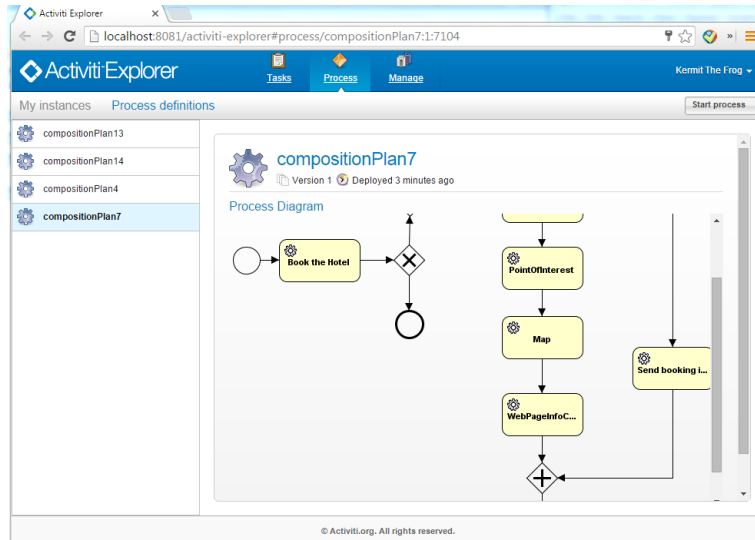 Activiti Explorer
localhost:8081/activiti-explorer#process/compositionPlan7:1:7104
Activiti Explorer
Tasks
Process
Manage
Kermit The Frog
My instances
Process definitions
Start process
compositionPlan13
compositionPlan14
compositionPlan4
compositionPlan7
compositionPlan7
Version 1 Deployed 3 minutes ago
Process Diagram
Book the Hotel
PointOfInterest
Map
Send booking i...
WebPageInfoC...
© Activiti.org. All rights reserved.